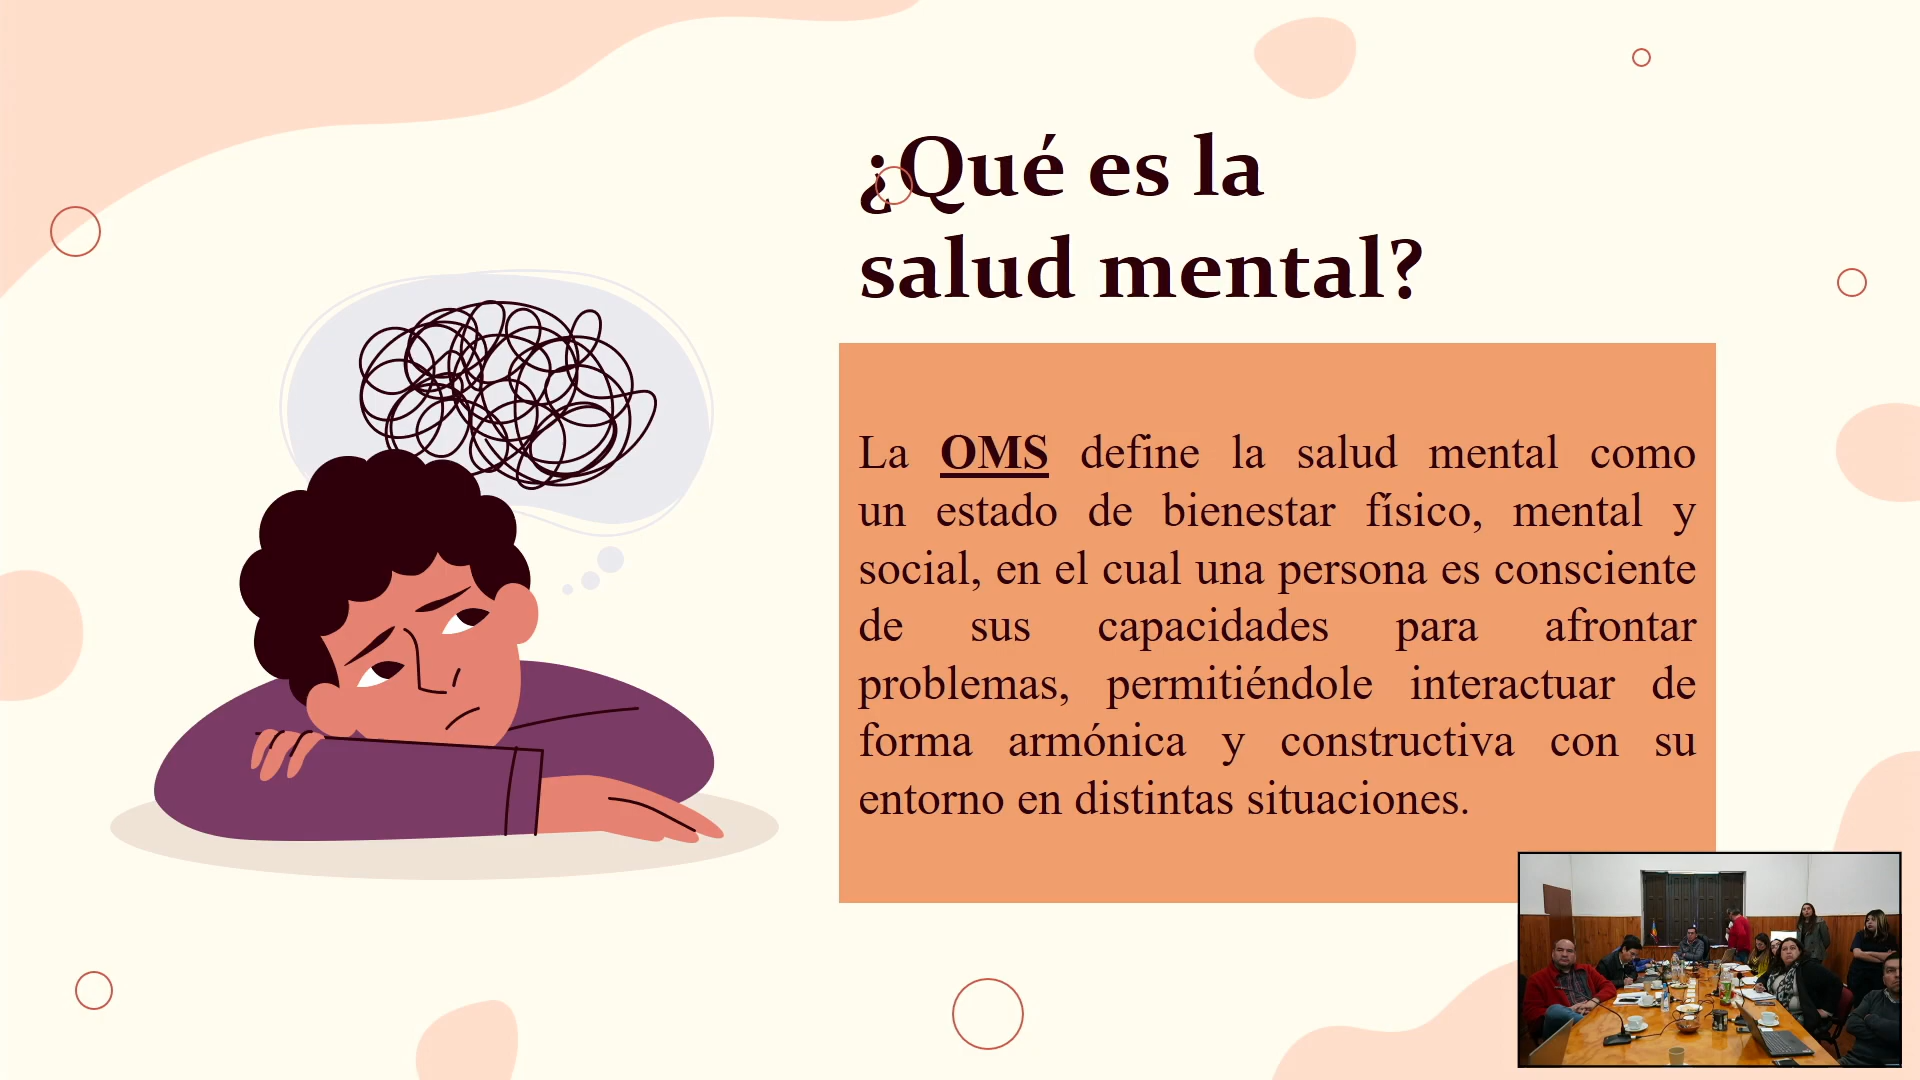 ¿Qué es la
salud mental?
La OMS define la salud mental como
un estado de bienestar físico, mental y
social, en el cual una persona es consciente
de sus capacidades para afrontar
problemas, permitiéndole interactuar de
forma armónica y constructiva con su
entorno en distintas situaciones.